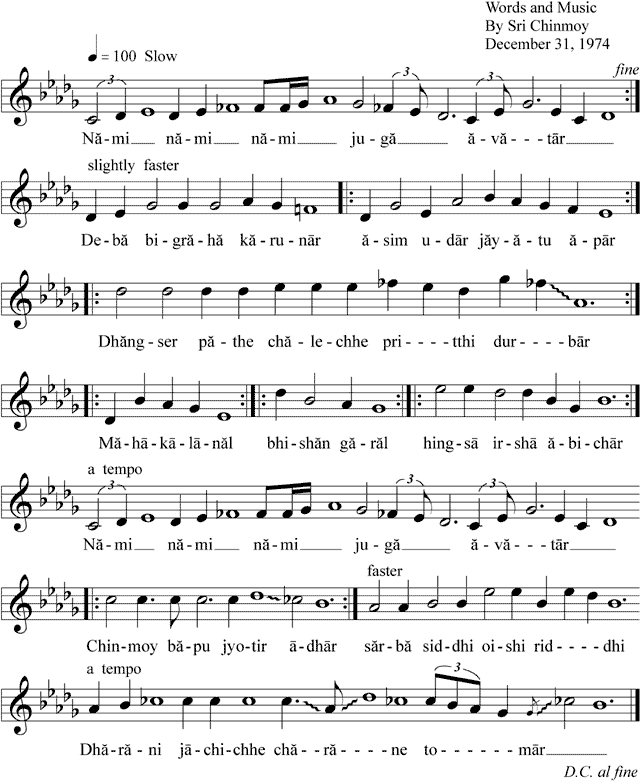 Words and Music
By Sri Chinmoy
December 31, 1974
= 100 Slow
fine
3 3 3
Nă-mi nă-mi nă-mi ju-gă ă-vă-tār
slightly faster
De-bă bi-gră-hă kă-ru-nār ă-sim u-dār jăy-ă-tu ă-pār
Dhăng-ser pă-the chă-le-chhe pri----tthi dur--bār
Mă-hā-kā-lā-năl bhi-shăn gă-răl hing-să ir-shā ă-bi-chār
a tempo
3 3 3
Nă-mi nă-mi nă-mi ju-gă ă-vă-tār
faster
Chin-moy bā-pu jyo-tir ā-dhār săr-bă sid-dhi oi-shi rid----dhi
a tempo
3
Dhă-ră-ni jā-chi-chhe chă-ră----ne to----mār
D.C. al fine